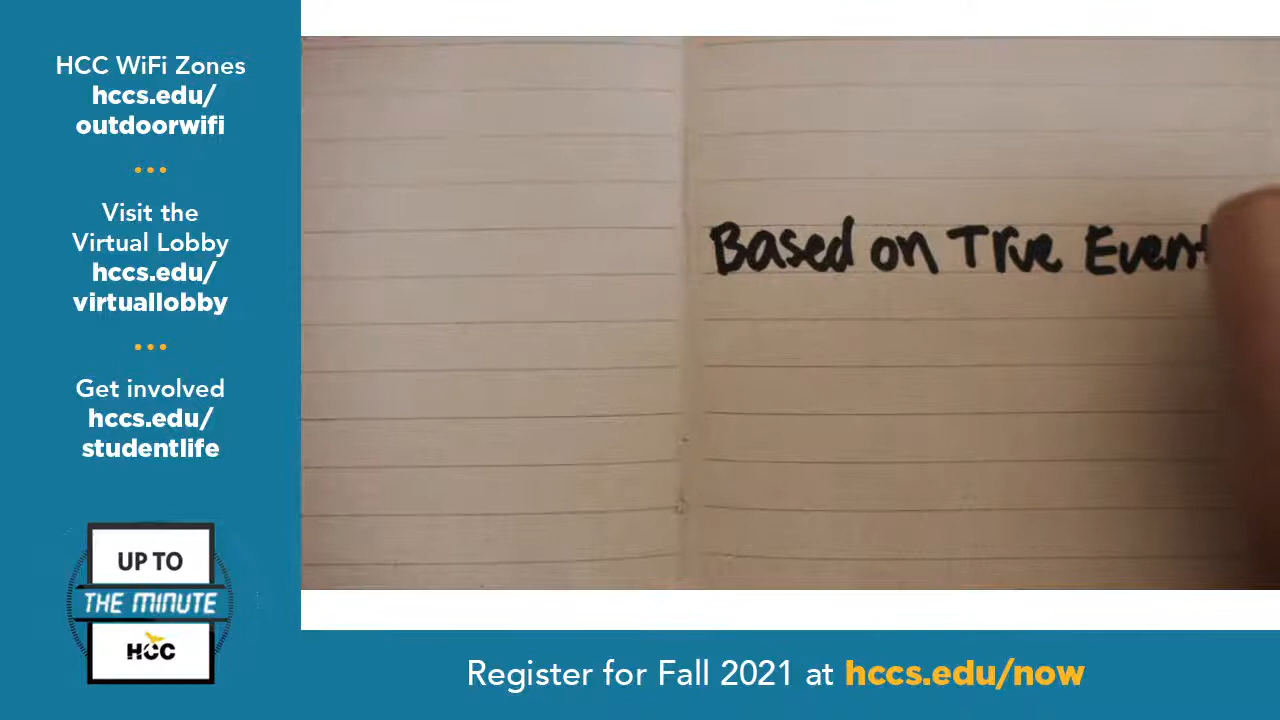 HCC WiFi Zones
hccs.edu/
outdoorwifi
Visit the
Virtual Lobby
hccs.edu/
virtuallobby
Get involved
hccs.edu/
studentlife
UP TO
THE MINUTE
HCC
Based on True Event
Register for Fall 2021 at hccs.edu/now